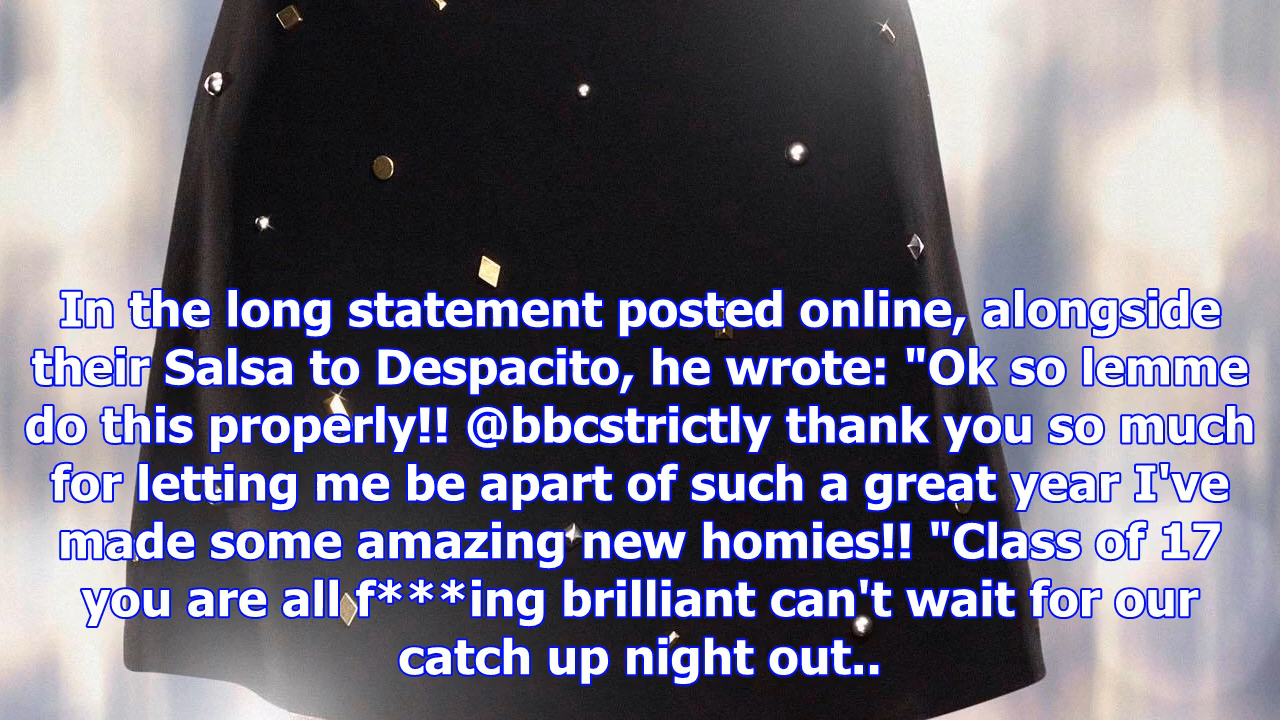 In the long statement posted online, alongside
their Salsa to Despacito, he wrote: "Ok so lemme
do this properly!! @bbcstrictly thank you so much
for letting me be apart of such a great year I've
made some amazing new homies!! "Class of 17
you are all f***ing brilliant can't wait for our
catch up night out..